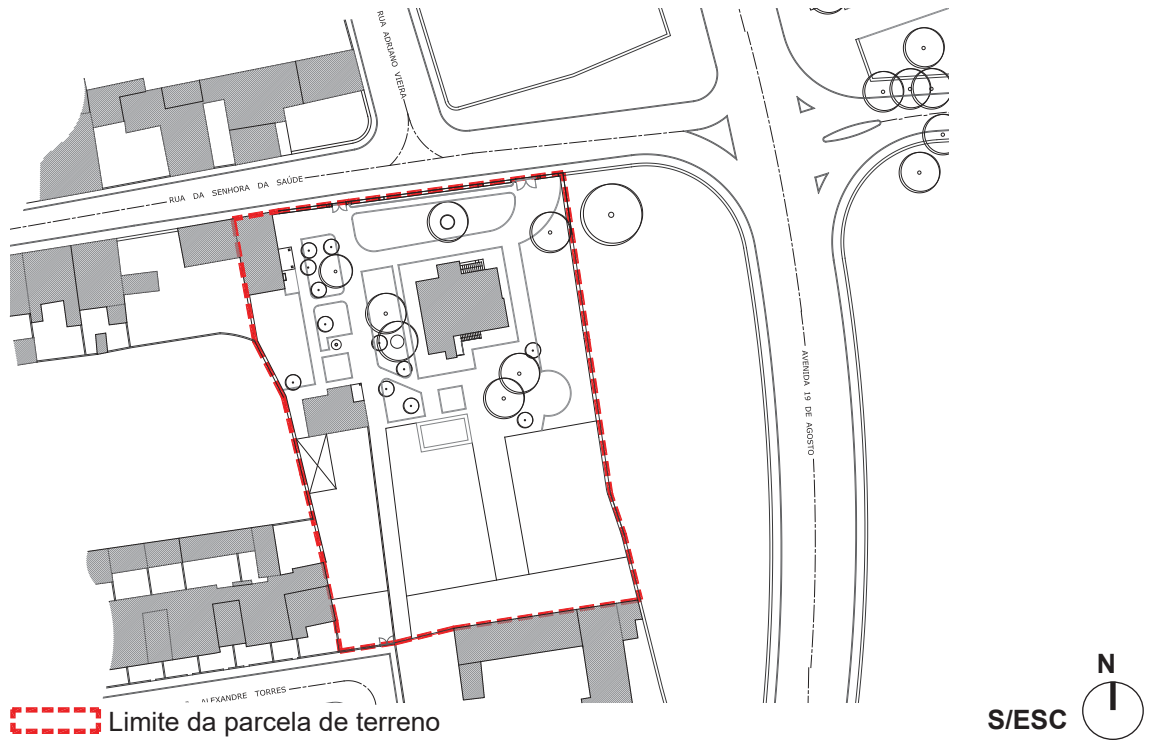 RUA ADRIANO VIEIRA
RUA DA SENHORA DA SAÚDE
AVENIDA 19 DE AGOSTO
ALEXANDRE TORRES
Limite da parcela de terreno
N
S/ESC